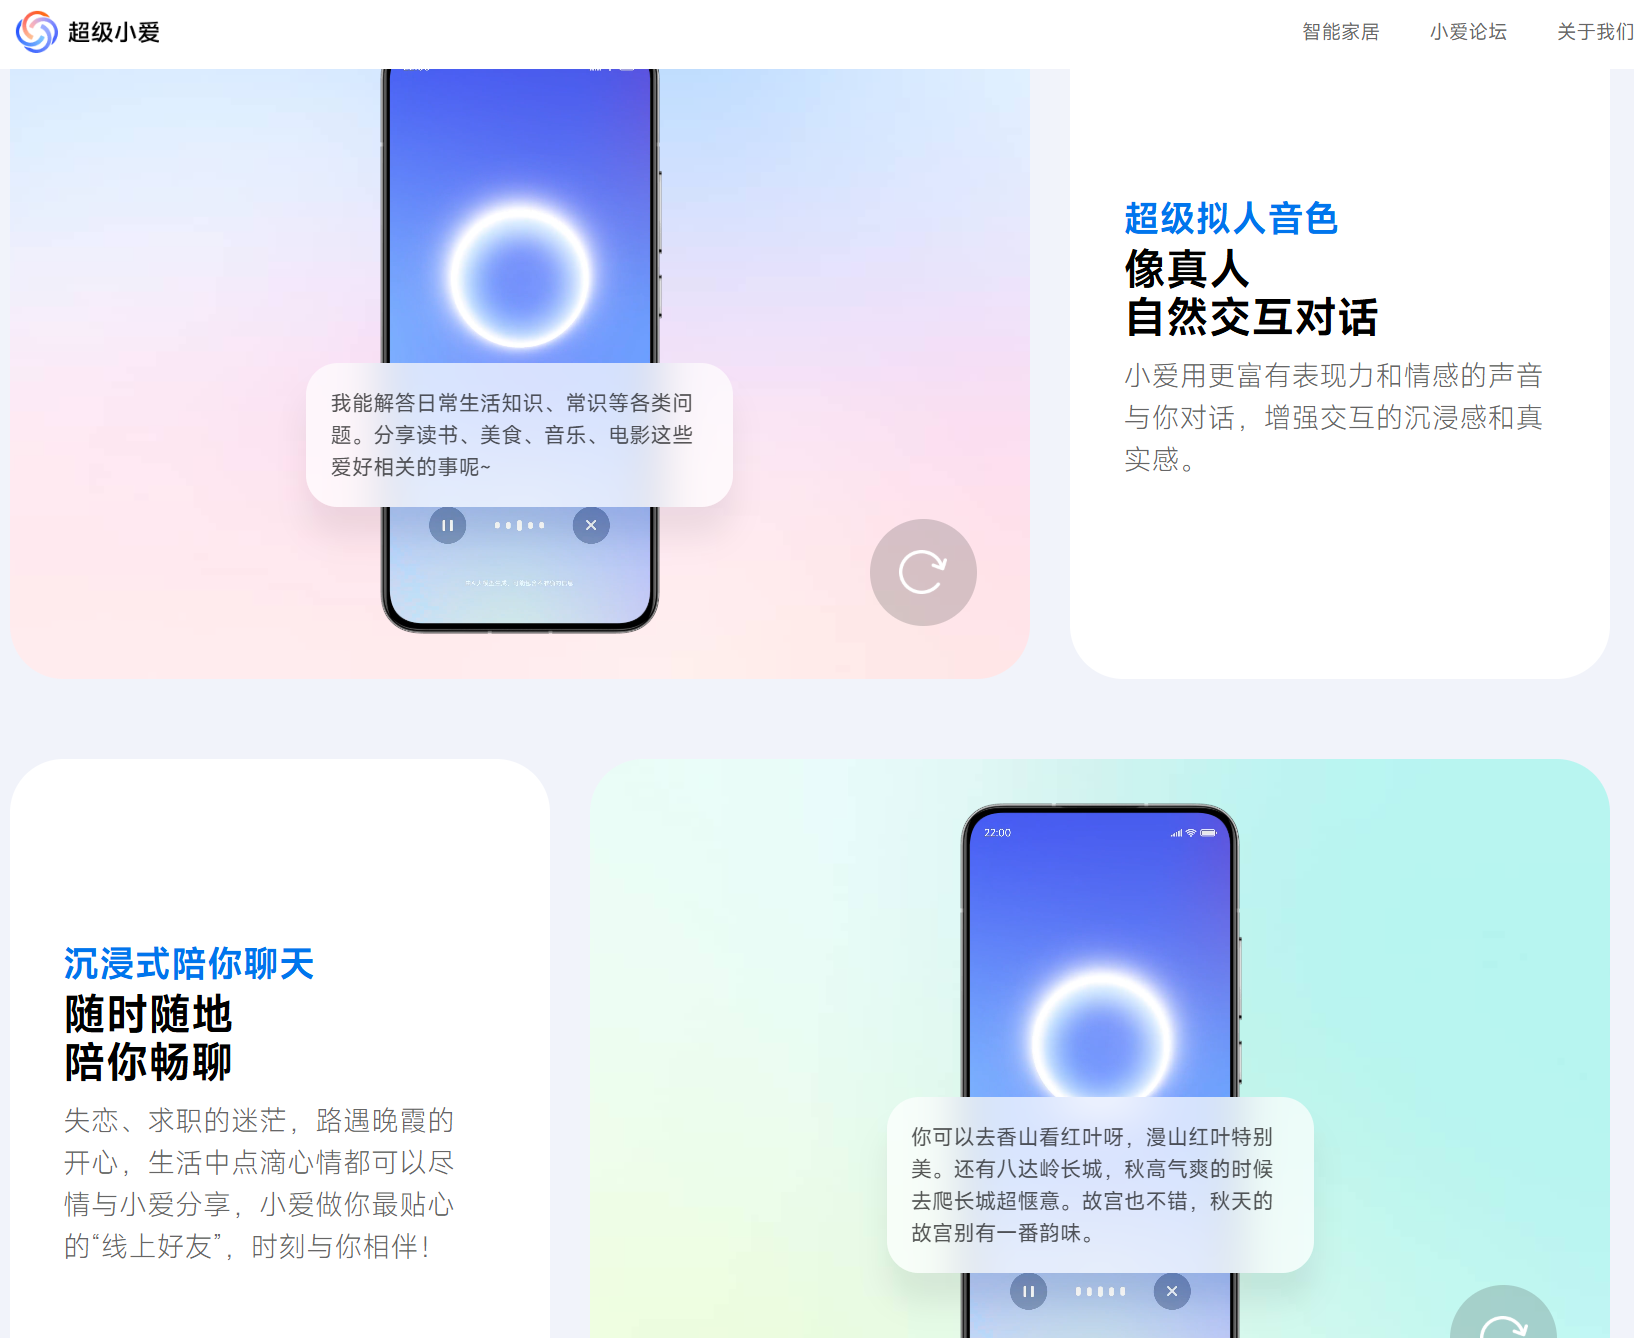 超级小爱
智能家居
小爱论坛
关于我们
我能解答日常生活知识、常识等各类问
题。分享读书、美食、音乐、电影这些
爱好相关的事呢~
超级拟人音色
像真人
自然交互对话
小爱用更富有表现力和情感的声音
与你对话，增强交互的沉浸感和真
实感。
沉浸式陪你聊天
随时随地
陪你畅聊
失恋、求职的迷茫，路遇晚霞的
开心，生活中点滴心情都可以尽
情与小爱分享，小爱做你最贴心
的“线上好友”，时刻与你相伴！
22:00
你可以去香山看红叶呀，漫山红叶特别
美。还有八达岭长城，秋高气爽的时候
去爬长城超惬意。故宫也不错，秋天的
故宫别有一番韵味。